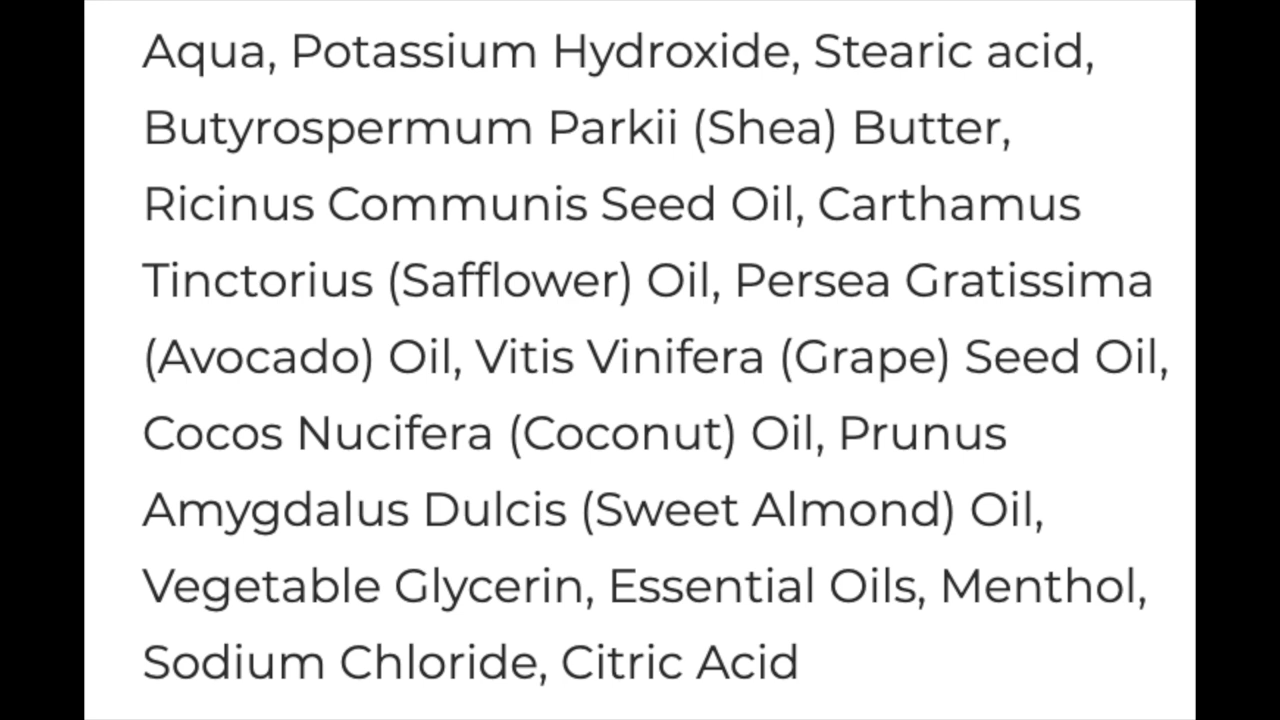 Aqua, Potassium Hydroxide, Stearic acid,
Butyrospermum Parkii (Shea) Butter,
Ricinus Communis Seed Oil, Carthamus
Tinctorius (Safflower) Oil, Persea Gratissima
(Avocado) Oil, Vitis Vinifera (Grape) Seed Oil,
Cocos Nucifera (Coconut) Oil, Prunus
Amygdalus Dulcis (Sweet Almond) Oil,
Vegetable Glycerin, Essential Oils, Menthol,
Sodium Chloride, Citric Acid